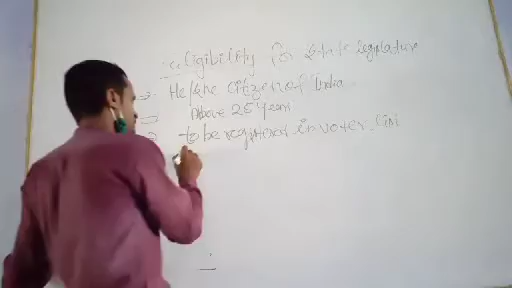 Eligibility for State legislature
→ He/she citizen of India
→ Above 25 Years
→ to be registered in voter list